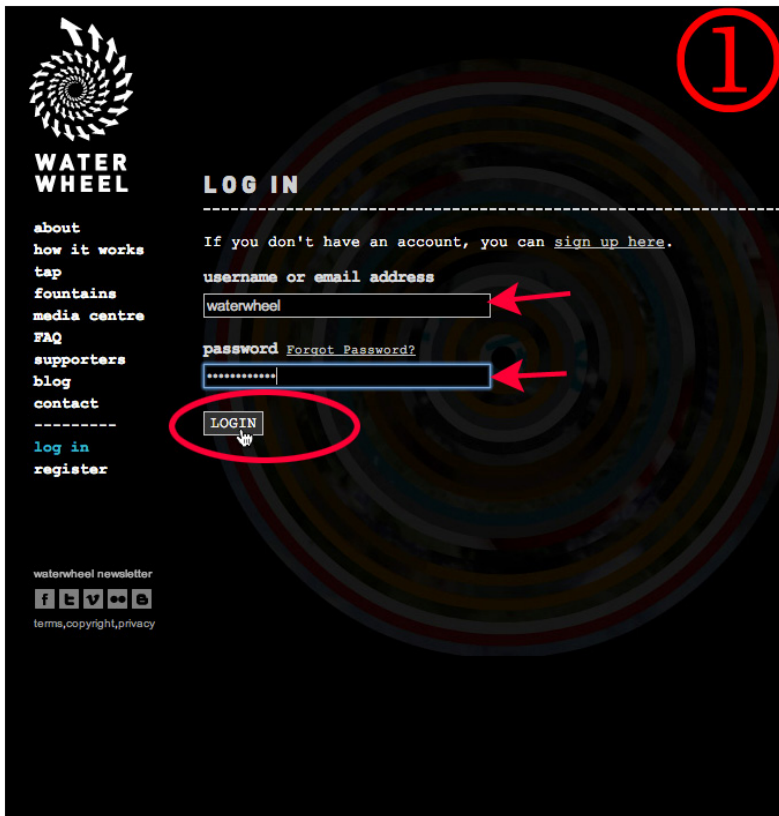 ①
WATER
WHEEL
LOG IN
about
how it works
tap
fountains
media centre
FAQ
supporters
blog
contact
---------
log in
register
If you don't have an account, you can sign up here.
username or email address
waterwheel
password Forgot Password?
••••••••••••
LOGIN
waterwheel newsletter
terms,copyright,privacy